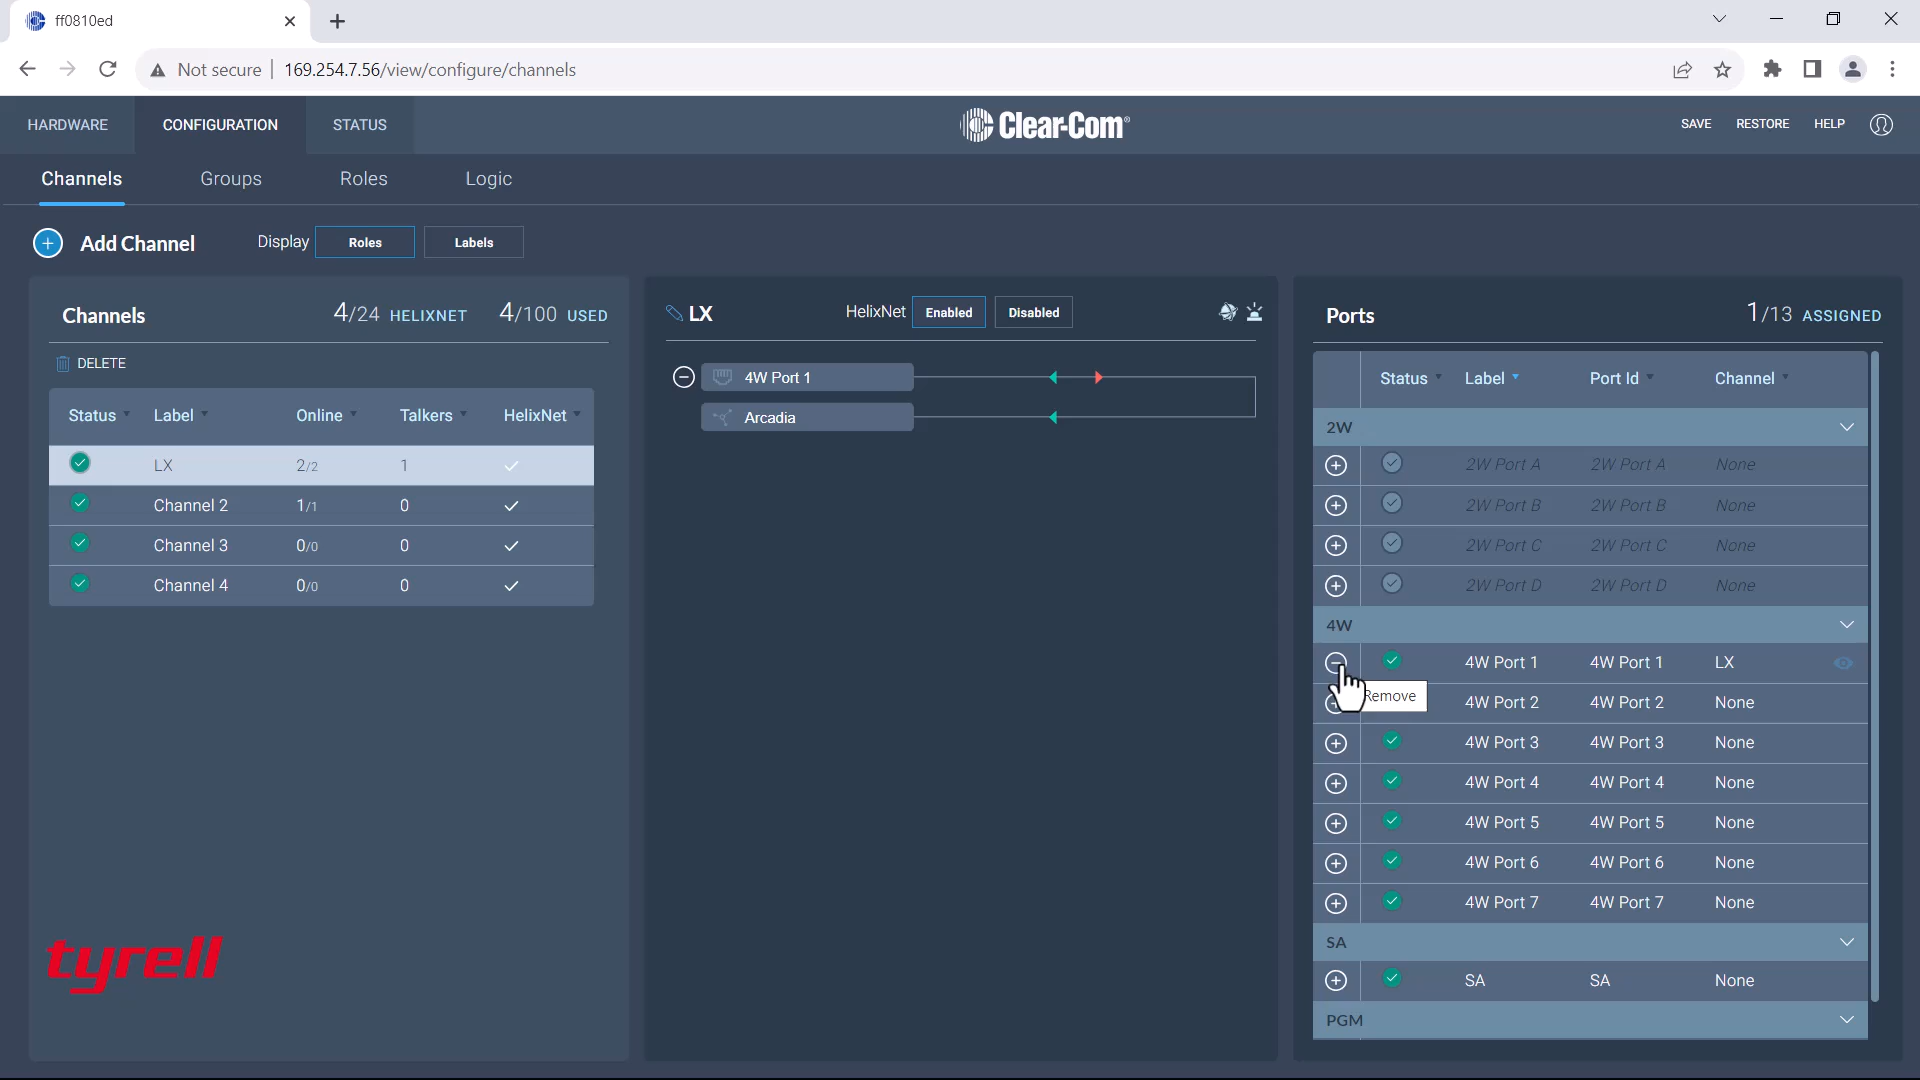 ff0810ed
Not secure 169.254.7.56/view/configure/channels
HARDWARE CONFIGURATION STATUS Clear-Com® SAVE RESTORE HELP
Channels Groups Roles Logic
Add Channel Display Roles Labels
Channels 4/24 HELIXNET 4/100 USED
DELETE
Status Label Online Talkers HelixNet
LX 2/2 1
Channel 2 1/1 0
Channel 3 0/0 0
Channel 4 0/0 0
tyrell
LX HelixNet Enabled Disabled
4W Port 1
Arcadia
Ports 1/13 ASSIGNED
Status Label Port Id Channel
2W
2W Port A 2W Port A None
2W Port B 2W Port B None
2W Port C 2W Port C None
2W Port D 2W Port D None
4W
4W Port 1 4W Port 1 LX
Remove
4W Port 2 4W Port 2 None
4W Port 3 4W Port 3 None
4W Port 4 4W Port 4 None
4W Port 5 4W Port 5 None
4W Port 6 4W Port 6 None
4W Port 7 4W Port 7 None
SA
SA SA None
PGM